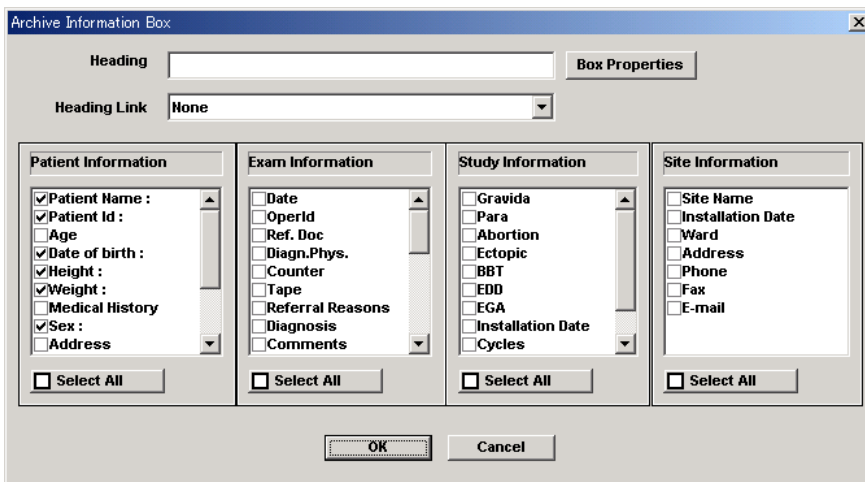 Archive Information Box
Heading
Box Properties
Heading Link None
Patient Information
Patient Name :
Patient Id :
Age
Date of birth :
Height :
Weight :
Medical History
Sex :
Address
Select All
Exam Information
Date
OperId
Ref. Doc
Diagn.Phys.
Counter
Tape
Referral Reasons
Diagnosis
Comments
Select All
Study Information
Gravida
Para
Abortion
Ectopic
BBT
EDD
EGA
Installation Date
Cycles
Select All
Site Information
Site Name
Installation Date
Ward
Address
Phone
Fax
E-mail
Select All
OK
Cancel